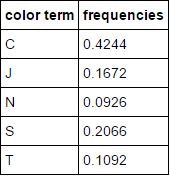 color term frequencies
C 0.4244
J 0.1672
N 0.0926
S 0.2066
T 0.1092